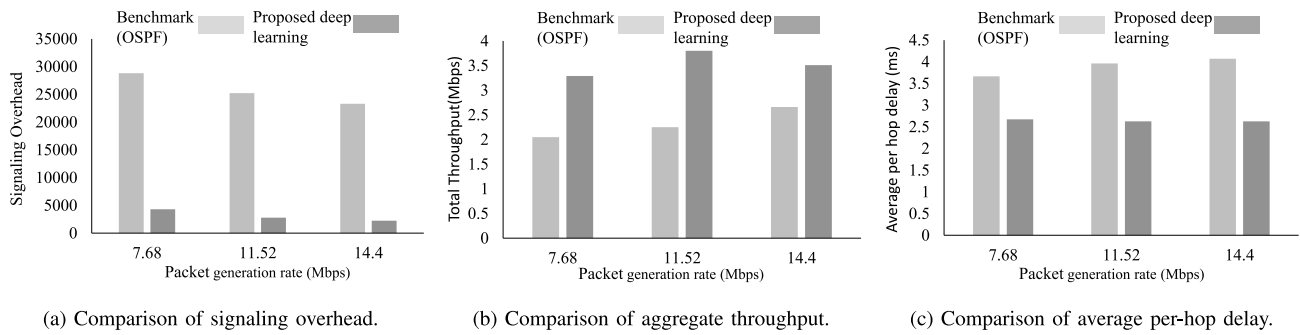 Benchmark
(OSPF)
Proposed deep
learning
35000
30000
25000
20000
15000
10000
5000
0
Signaling Overhead
7.68
11.52
14.4
Packet generation rate (Mbps)
(a) Comparison of signaling overhead.
Benchmark
(OSPF)
Proposed deep
learning
4
3.5
3
2.5
2
1.5
1
0.5
0
Total Throughput(Mbps)
7.68
11.52
14.4
Packet generation rate (Mbps)
(b) Comparison of aggregate throughput.
Benchmark
(OSPF)
Proposed deep
learning
4.5
4
3.5
3
2.5
2
1.5
1
0.5
0
Average per hop delay (ms)
7.68
11.52
14.4
Packet generation rate (Mbps)
(c) Comparison of average per-hop delay.